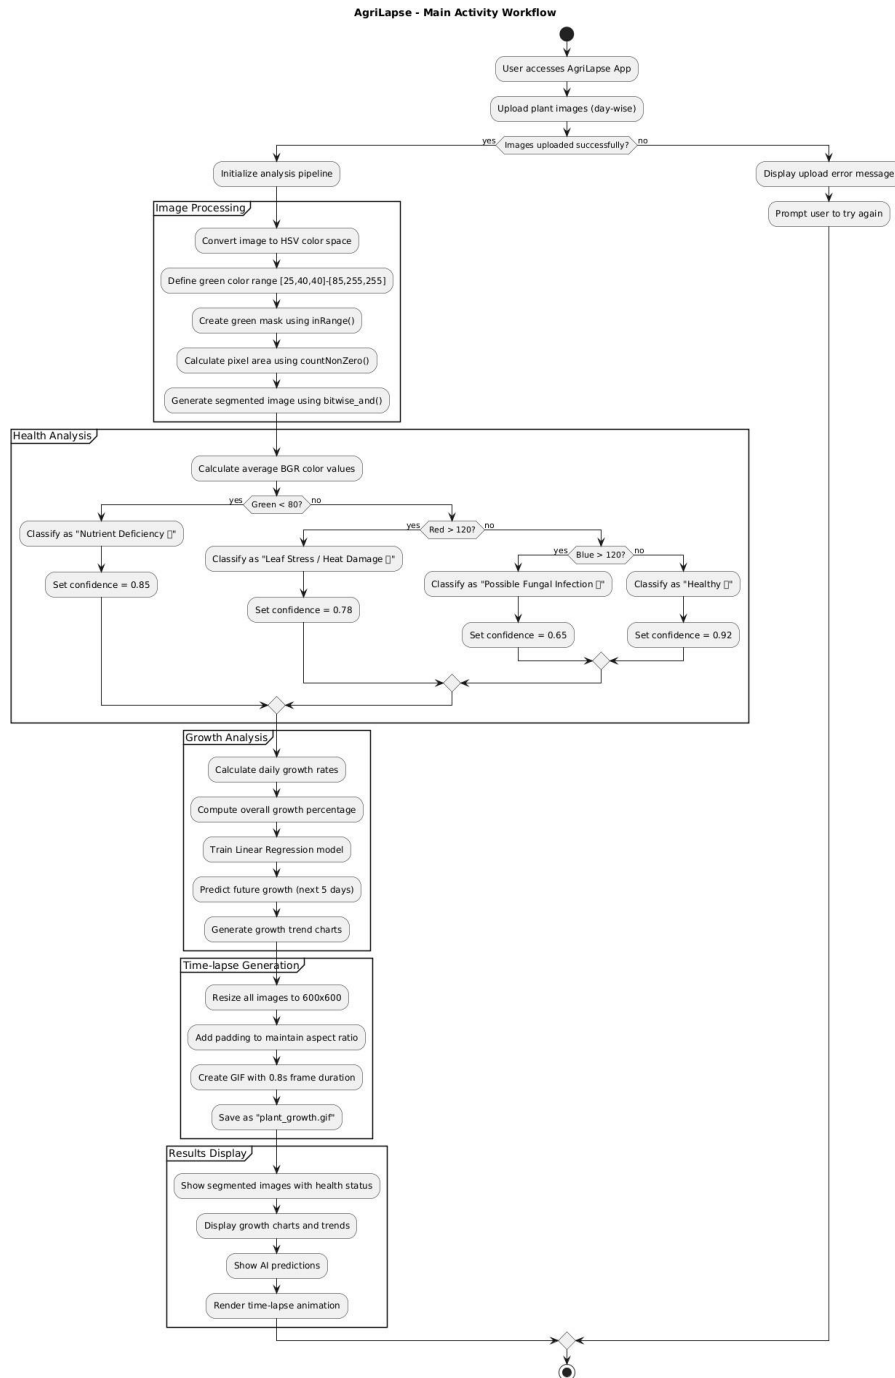 AgriLapse - Main Activity Workflow
User accesses AgriLapse App
Upload plant images (day-wise)
yes
Images uploaded successfully?
no
Initialize analysis pipeline
Display upload error message
Prompt user to try again
Image Processing
Convert image to HSV color space
Define green color range [25,40,40]-[85,255,255]
Create green mask using inRange()
Calculate pixel area using countNonZero()
Generate segmented image using bitwise_and()
Health Analysis
Calculate average BGR color values
yes
Green < 80?
no
Classify as "Nutrient Deficiency ▯"
Set confidence = 0.85
yes
Red > 120?
no
Classify as "Leaf Stress / Heat Damage ▯"
Set confidence = 0.78
yes
Blue > 120?
no
Classify as "Possible Fungal Infection ▯"
Set confidence = 0.65
Classify as "Healthy ▯"
Set confidence = 0.92
Growth Analysis
Calculate daily growth rates
Compute overall growth percentage
Train Linear Regression model
Predict future growth (next 5 days)
Generate growth trend charts
Time-lapse Generation
Resize all images to 600x600
Add padding to maintain aspect ratio
Create GIF with 0.8s frame duration
Save as "plant_growth.gif"
Results Display
Show segmented images with health status
Display growth charts and trends
Show AI predictions
Render time-lapse animation